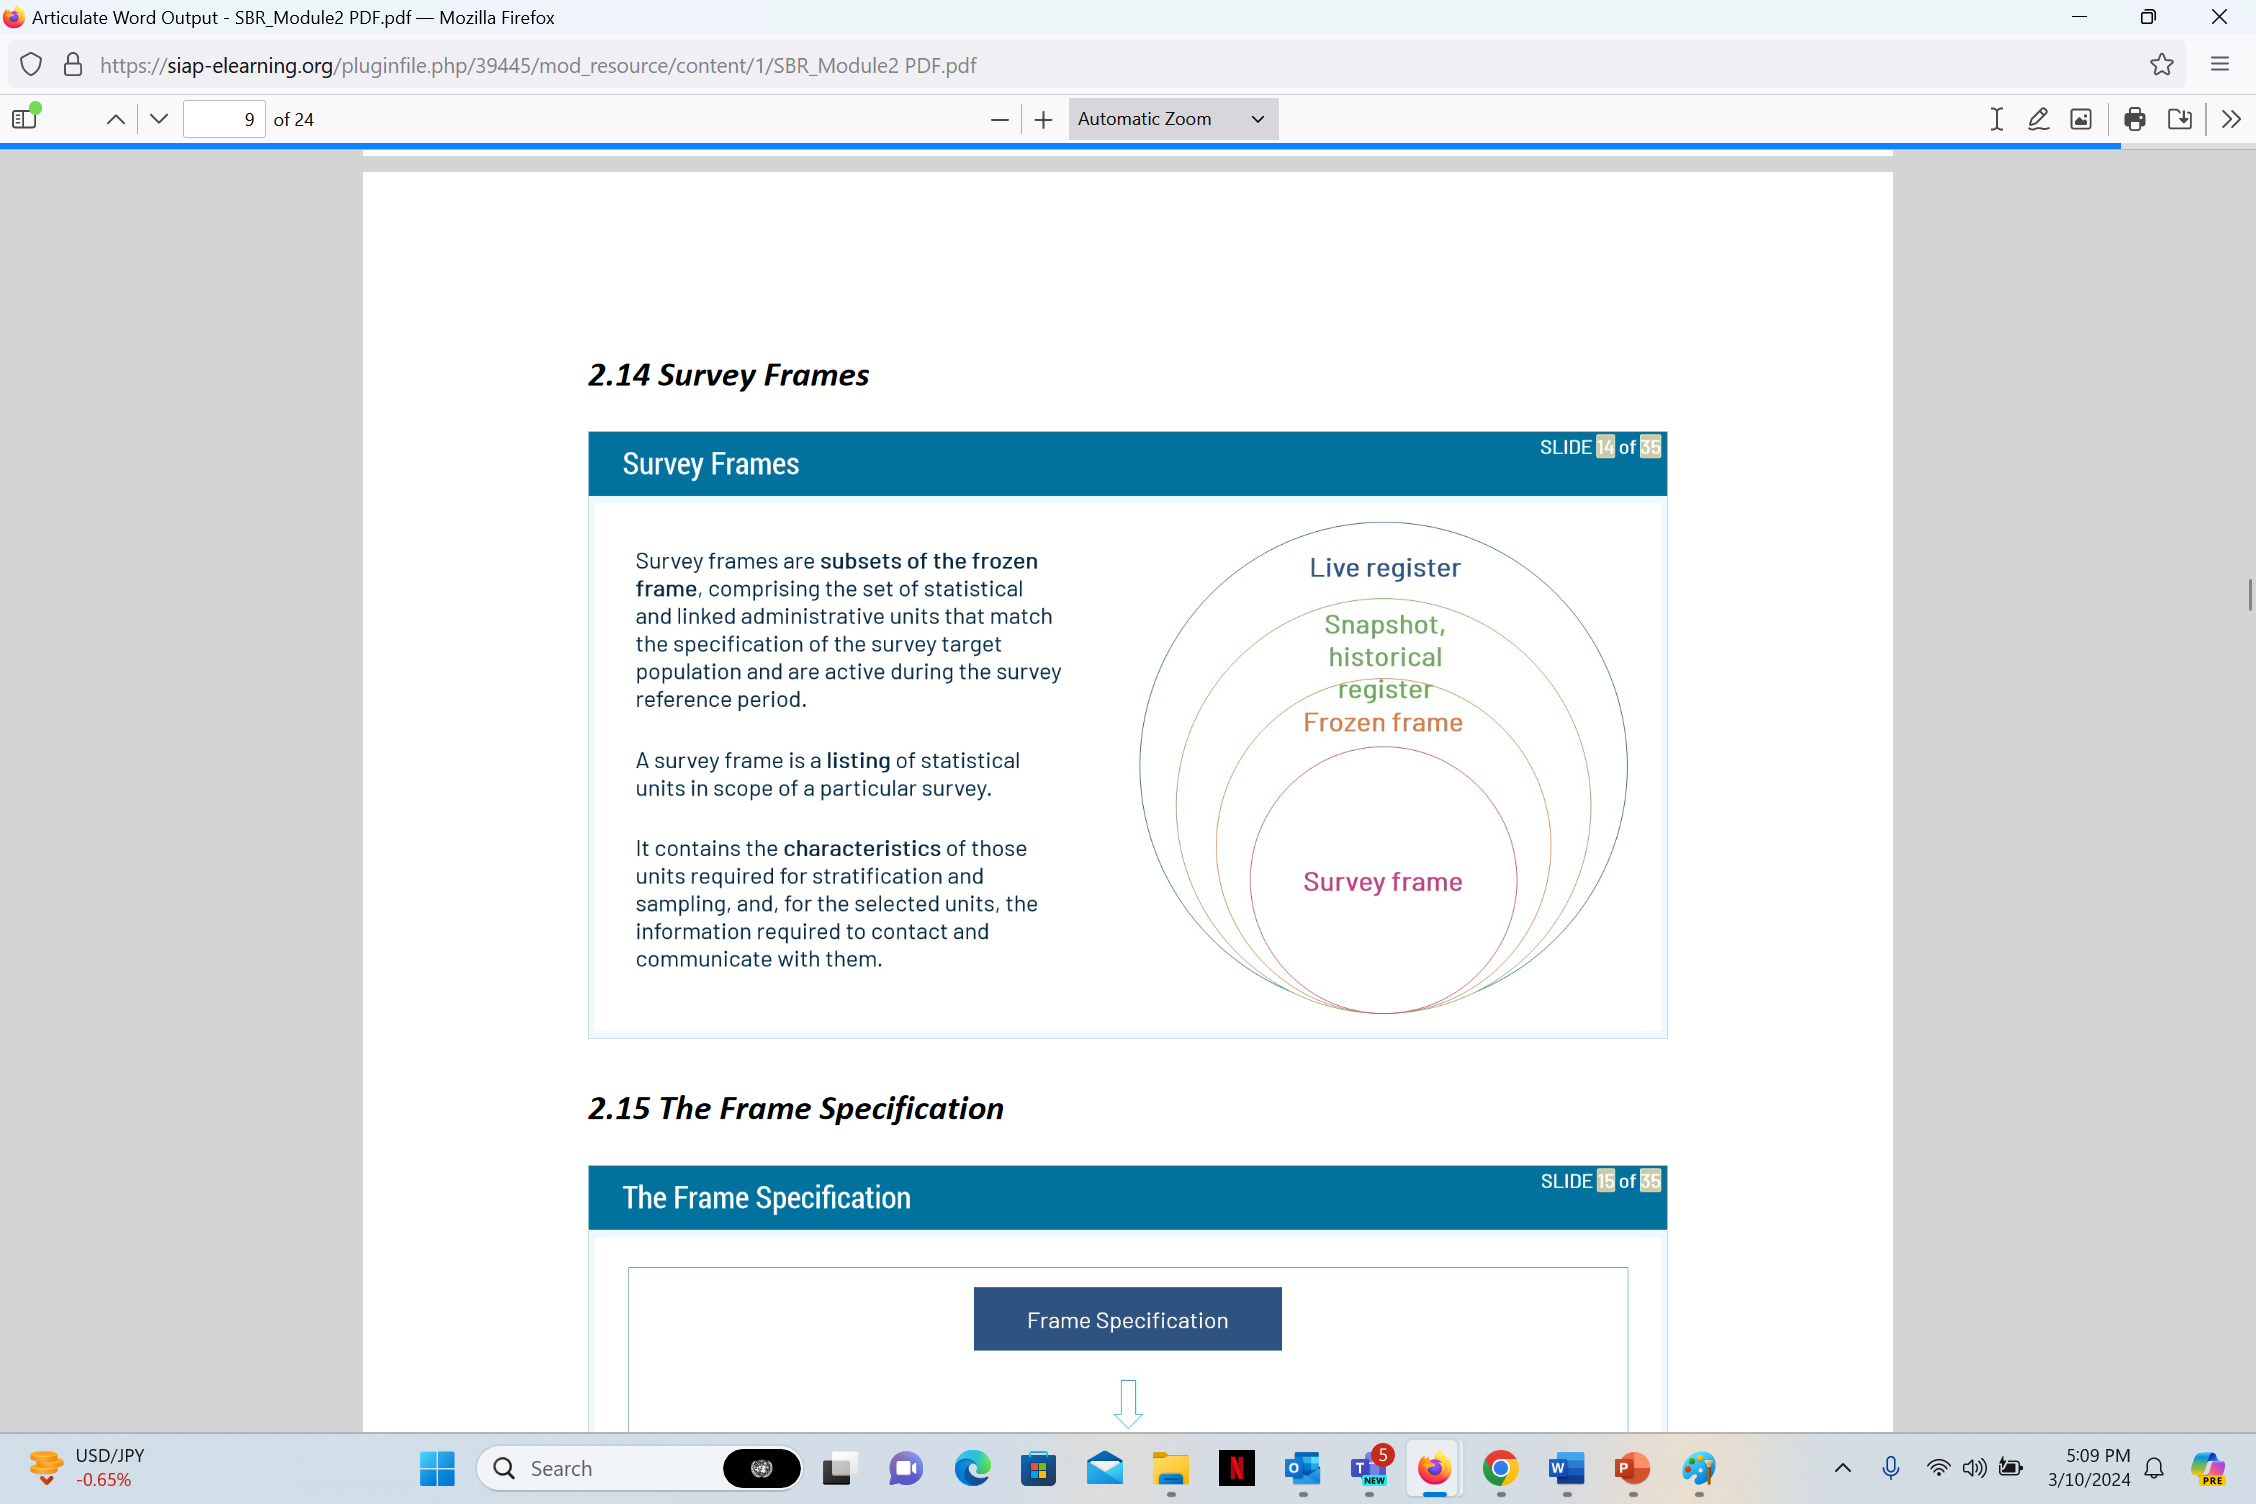 Articulate Word Output - SBR_Module2 PDF.pdf — Mozilla Firefox
https://siap-elearning.org/pluginfile.php/39445/mod_resource/content/1/SBR_Module2 PDF.pdf
9 of 24
Automatic Zoom
2.14 Survey Frames
SLIDE 14 of 35
Survey Frames
Survey frames are subsets of the frozen
frame, comprising the set of statistical
and linked administrative units that match
the specification of the survey target
population and are active during the survey
reference period.
A survey frame is a listing of statistical
units in scope of a particular survey.
It contains the characteristics of those
units required for stratification and
sampling, and, for the selected units, the
information required to contact and
communicate with them.
Live register
Snapshot,
historical
register
Frozen frame
Survey frame
2.15 The Frame Specification
SLIDE 15 of 35
The Frame Specification
Frame Specification
USD/JPY
-0.65%
Search
N
O
T
5
NEW
W
P
5:09 PM
3/10/2024
PRE